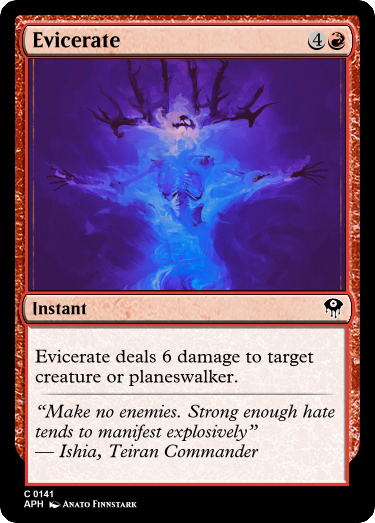 Evicerate 4
Instant
Evicerate deals 6 damage to target
creature or planeswalker.
“Make no enemies. Strong enough hate
tends to manifest explosively”
— Ishia, Teiran Commander
C 0141
APH Anato Finnstark